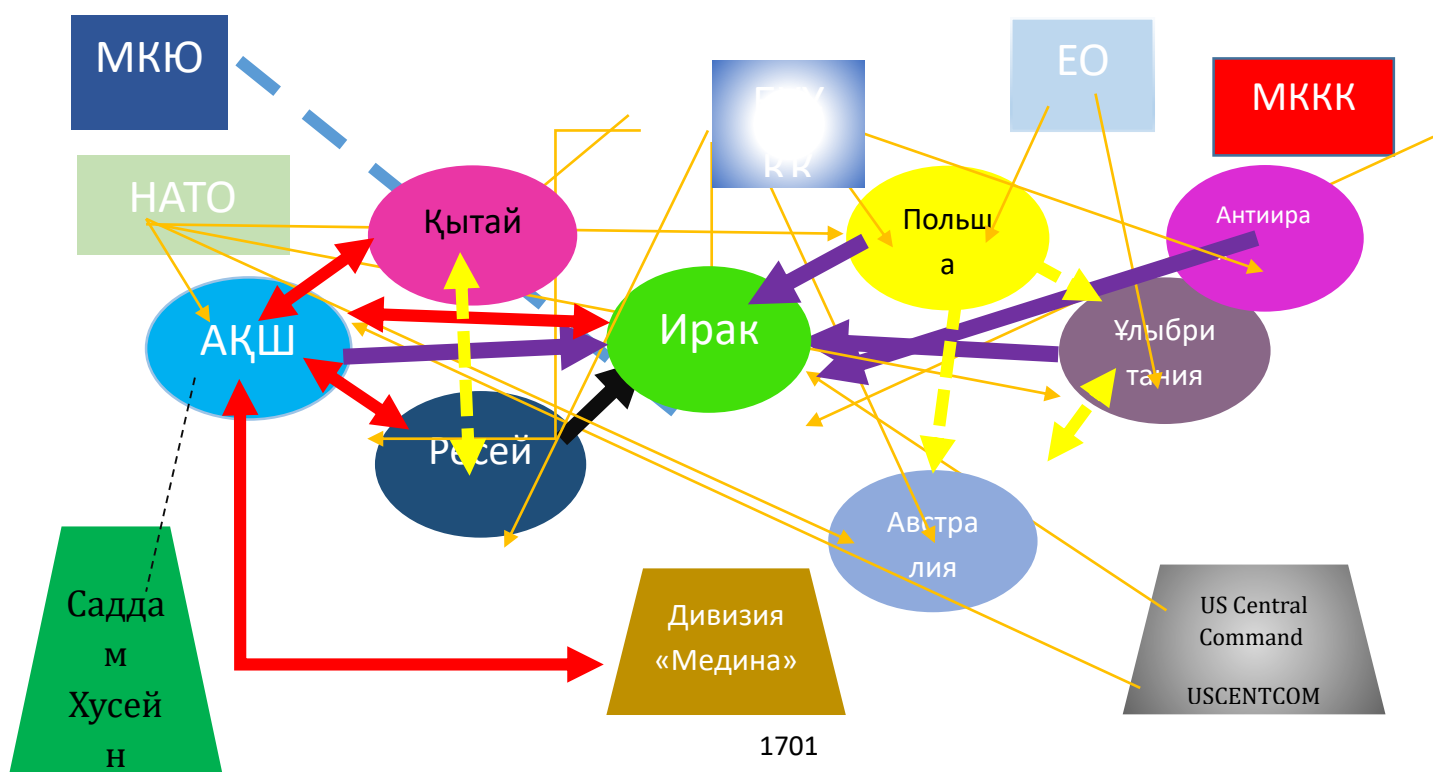 МКЮ
ЕО
МККК
НАТО
Қытай
Польш
а
Антиира
АҚШ
Ирак
Ұлыбри
тания
Ресей
Австра
лия
Садда
м
Хусей
н
Дивизия
«Медина»
US Central
Command
USCENTCOM
1701